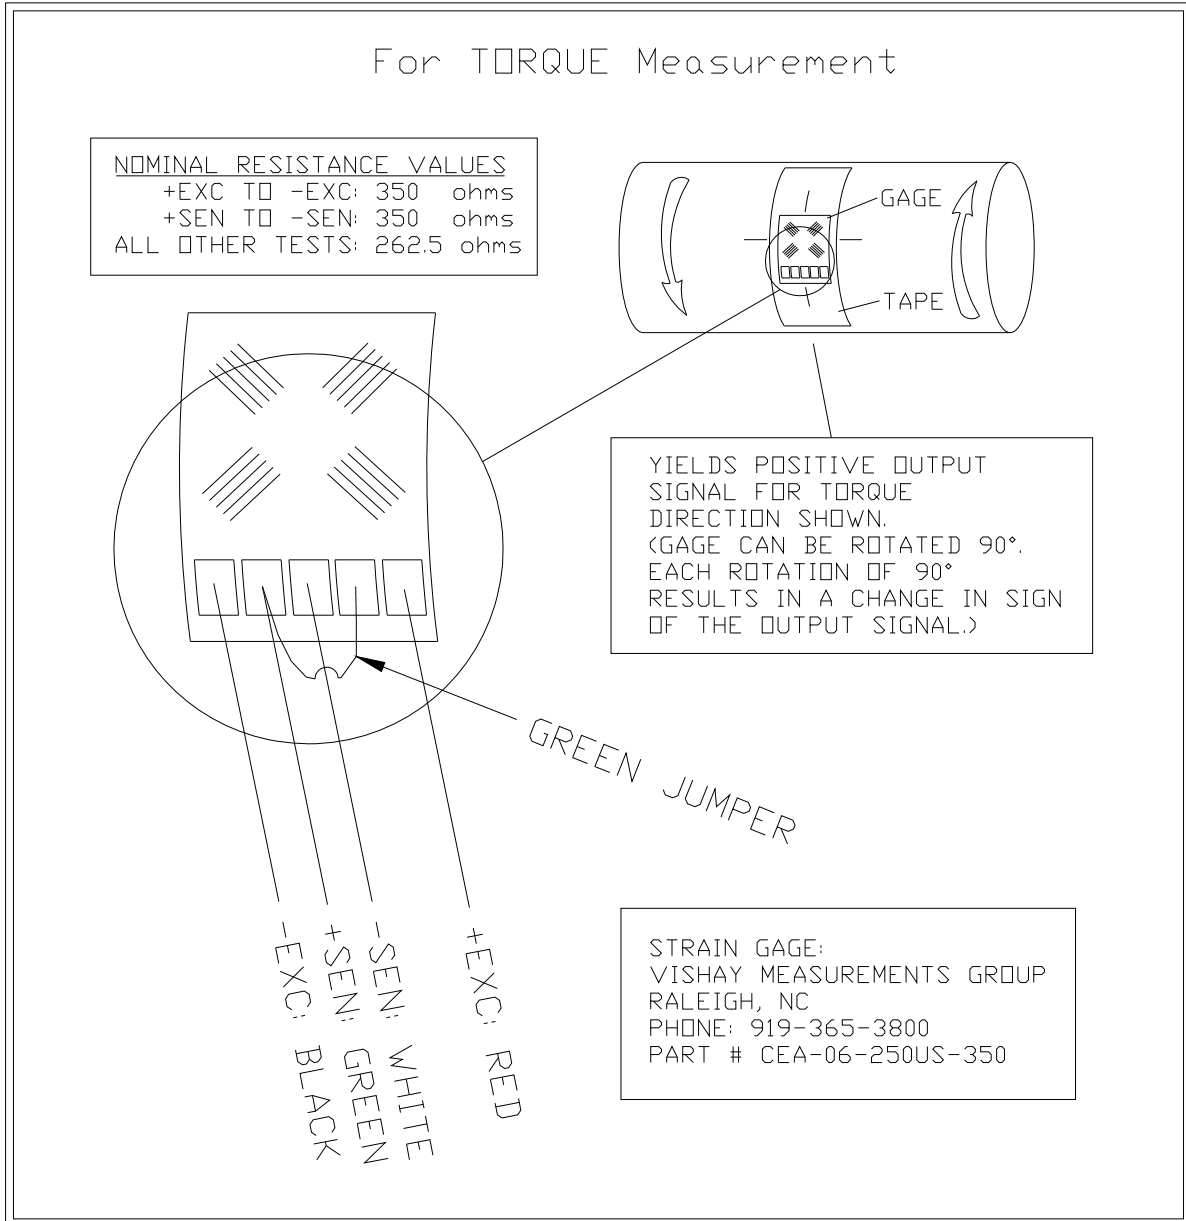 For TORQUE Measurement
NOMINAL RESISTANCE VALUES
+EXC TO -EXC: 350 ohms
+SEN TO -SEN: 350 ohms
ALL OTHER TESTS: 262.5 ohms
GAGE
TAPE
YIELDS POSITIVE OUTPUT
SIGNAL FOR TORQUE
DIRECTION SHOWN.
(GAGE CAN BE ROTATED 90°.
EACH ROTATION OF 90°
RESULTS IN A CHANGE IN SIGN
OF THE OUTPUT SIGNAL.)
GREEN JUMPER
-EXC: BLACK
+SEN: GREEN
-SEN: WHITE
+EXC: RED
STRAIN GAGE:
VISHAY MEASUREMENTS GROUP
RALEIGH, NC
PHONE: 919-365-3800
PART # CEA-06-250US-350